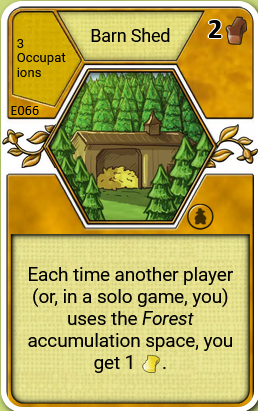 Barn Shed
2
3
Occupat
ions
E066
Each time another player
(or, in a solo game, you)
uses the Forest
accumulation space, you
get 1 .